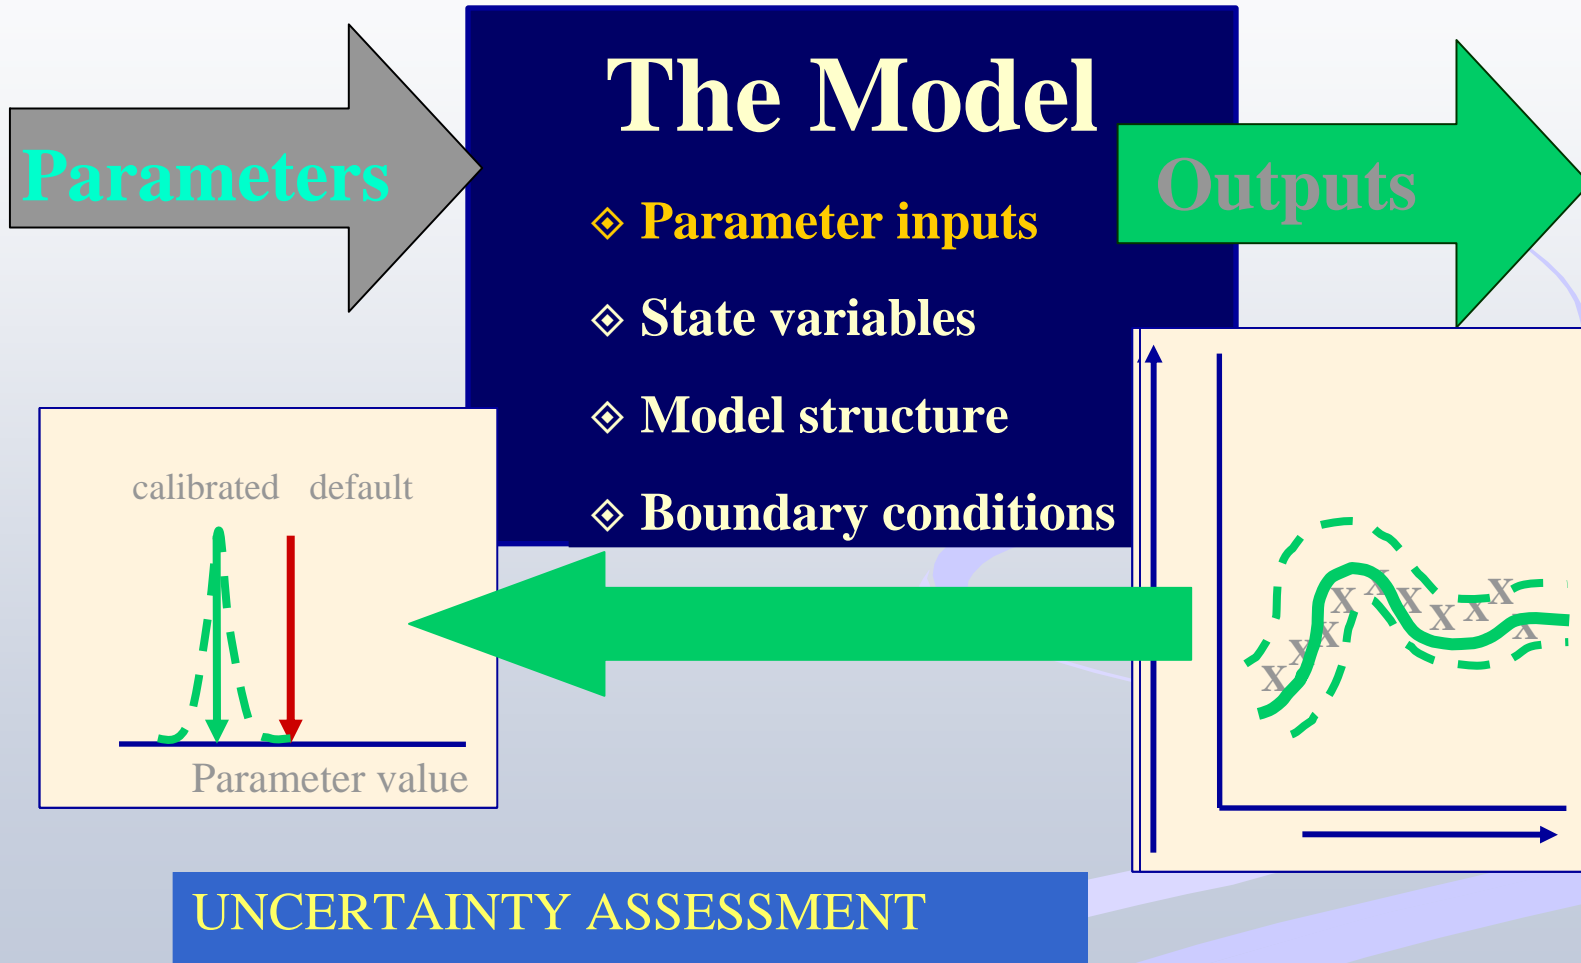 The Model
Parameters
Outputs
Parameter inputs
State variables
Model structure
Boundary conditions
calibrated default
Parameter value
X
X
X
X
X
X
X
X
X
X
UNCERTAINTY ASSESSMENT